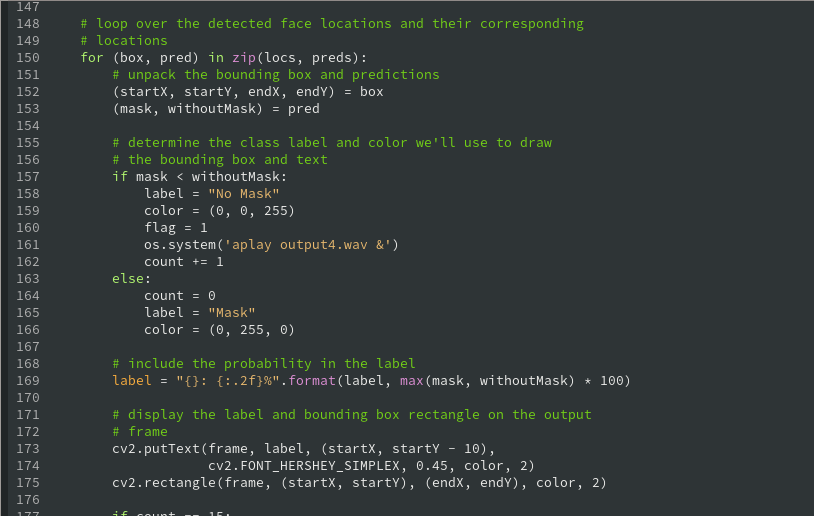 147
148 # loop over the detected face locations and their corresponding
149 # locations
150 for (box, pred) in zip(locs, preds):
151 # unpack the bounding box and predictions
152 (startX, startY, endX, endY) = box
153 (mask, withoutMask) = pred
154
155 # determine the class label and color we'll use to draw
156 # the bounding box and text
157 if mask < withoutMask:
158 label = "No Mask"
159 color = (0, 0, 255)
160 flag = 1
161 os.system('aplay output4.wav &')
162 count += 1
163 else:
164 count = 0
165 label = "Mask"
166 color = (0, 255, 0)
167
168 # include the probability in the label
169 label = "{}: {:.2f}%".format(label, max(mask, withoutMask) * 100)
170
171 # display the label and bounding box rectangle on the output
172 # frame
173 cv2.putText(frame, label, (startX, startY - 10),
174 cv2.FONT_HERSHEY_SIMPLEX, 0.45, color, 2)
175 cv2.rectangle(frame, (startX, startY), (endX, endY), color, 2)
176
177 if count == 15: